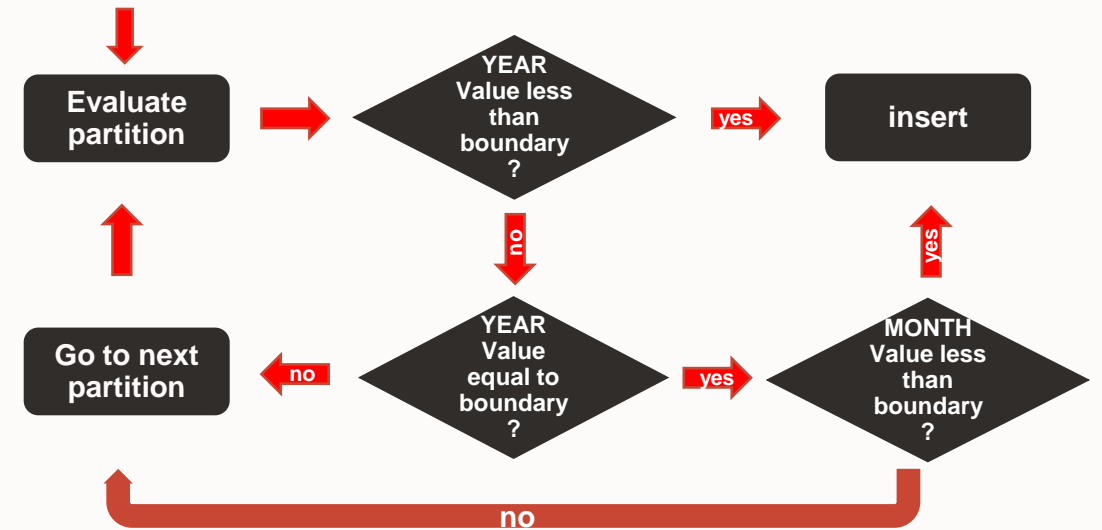 Evaluate
partition
YEAR
Value less
than
boundary
?
yes
insert
no
yes
Go to next
partition
no
YEAR
Value
equal to
boundary
?
yes
MONTH
Value less
than
boundary
?
no